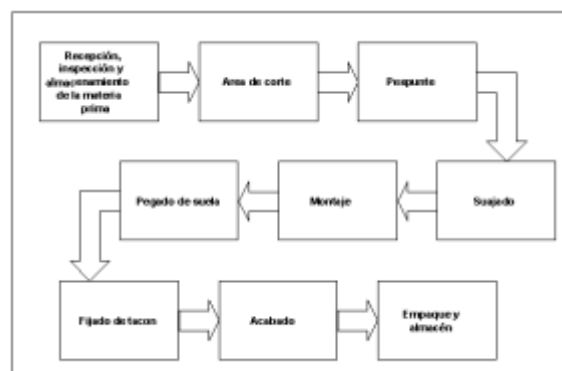 Recepción,
inspección y
almacenamiento
de la materia
prima
Area de corte
Pespunte
Suajado
Montaje
Pegado de suela
Fijado de tacon
Acabado
Empaque y
almacén